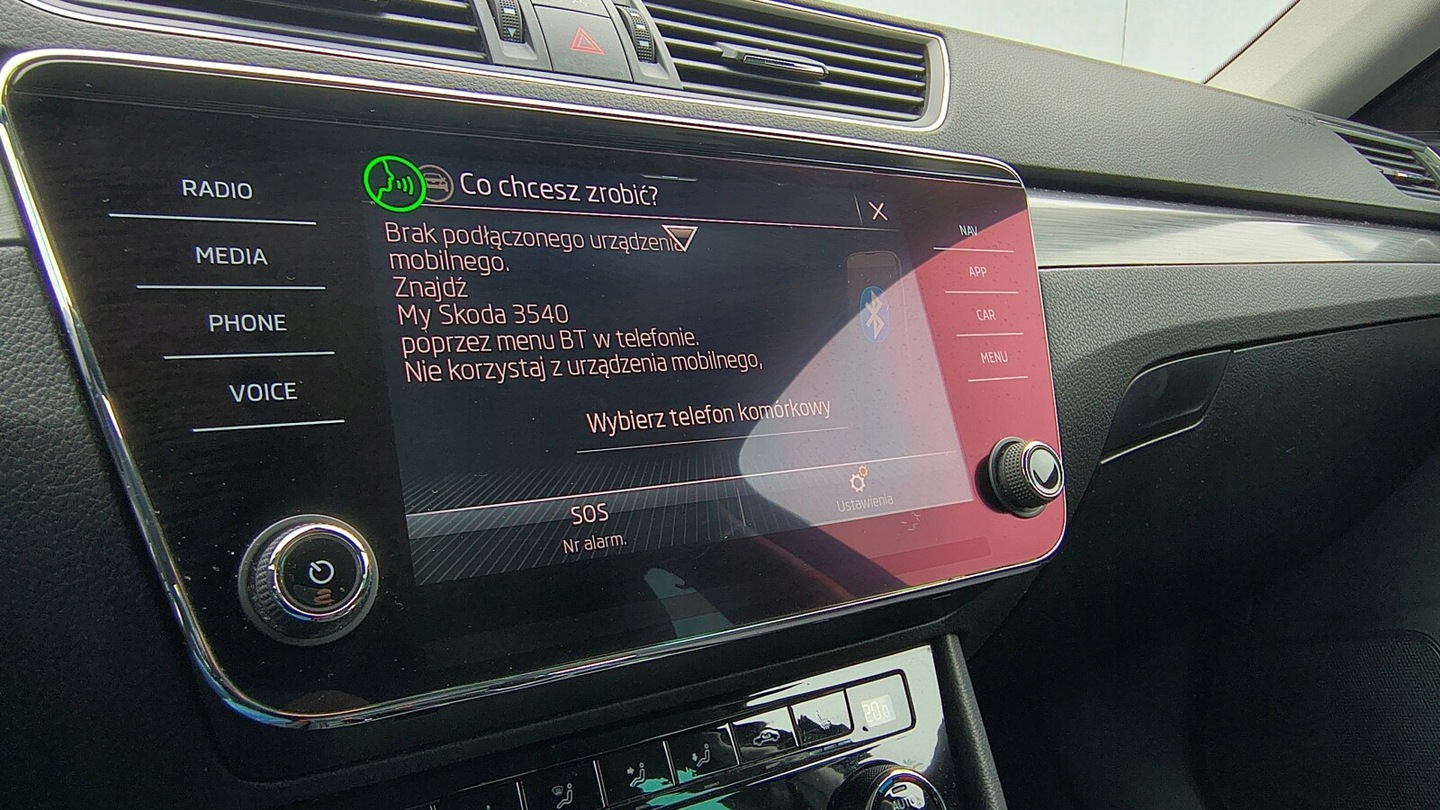 RADIO
MEDIA
PHONE
VOICE
Co chcesz zrobić?
Brak podłączonego urządzenia
mobilnego.
Znajdź
My Skoda 3540
poprzez menu BT w telefonie.
Nie korzystaj z urządzenia mobilnego,
Wybierz telefon komórkowy
SOS
Nr alarm.
Ustawienia
NAV
APP
CAR
MENU
AUTO